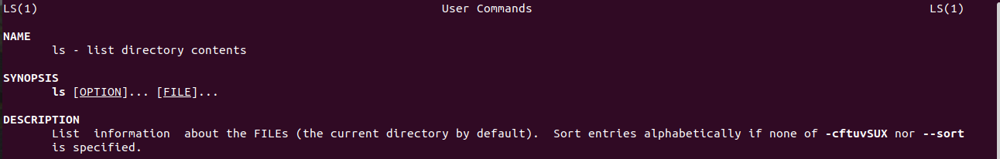 LS(1) User Commands LS(1)
NAME
ls - list directory contents
SYNOPSIS
ls [OPTION]... [FILE]...
DESCRIPTION
List information about the FILEs (the current directory by default). Sort entries alphabetically if none of -cftuvSUX nor --sort
is specified.